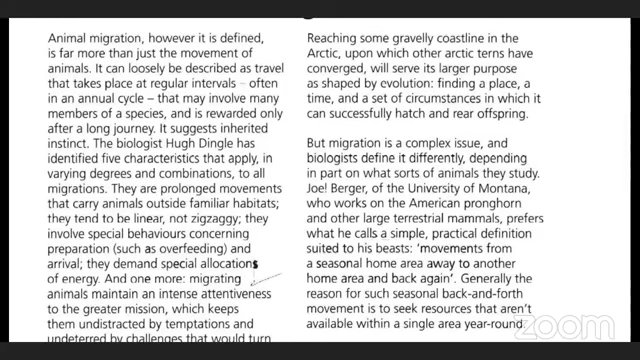 Animal migration, however it is defined,
is far more than just the movement of
animals. It can loosely be described as travel
that takes place at regular intervals – often
in an annual cycle – that may involve many
members of a species, and is rewarded only
after a long journey. It suggests inherited
instinct. The biologist Hugh Dingle has
identified five characteristics that apply, in
varying degrees and combinations, to all
migrations. They are prolonged movements
that carry animals outside familiar habitats;
they tend to be linear, not zigzaggy; they
involve special behaviours concerning
preparation (such as overfeeding) and
arrival; they demand special allocations
of energy. And one more: migrating
animals maintain an intense attentiveness
to the greater mission, which keeps
them undistracted by temptations and
undeterred by challenges that would turn
Reaching some gravelly coastline in the
Arctic, upon which other arctic terns have
converged, will serve its larger purpose
as shaped by evolution: finding a place, a
time, and a set of circumstances in which it
can successfully hatch and rear offspring.
But migration is a complex issue, and
biologists define it differently, depending
in part on what sorts of animals they study.
Joe! Berger, of the University of Montana,
who works on the American pronghorn
and other large terrestrial mammals, prefers
what he calls a simple, practical definition
suited to his beasts: 'movements from
a seasonal home area away to another
home area and back again'. Generally the
reason for such seasonal back-and-forth
movement is to seek resources that aren't
available within a single area year-round.
zoom